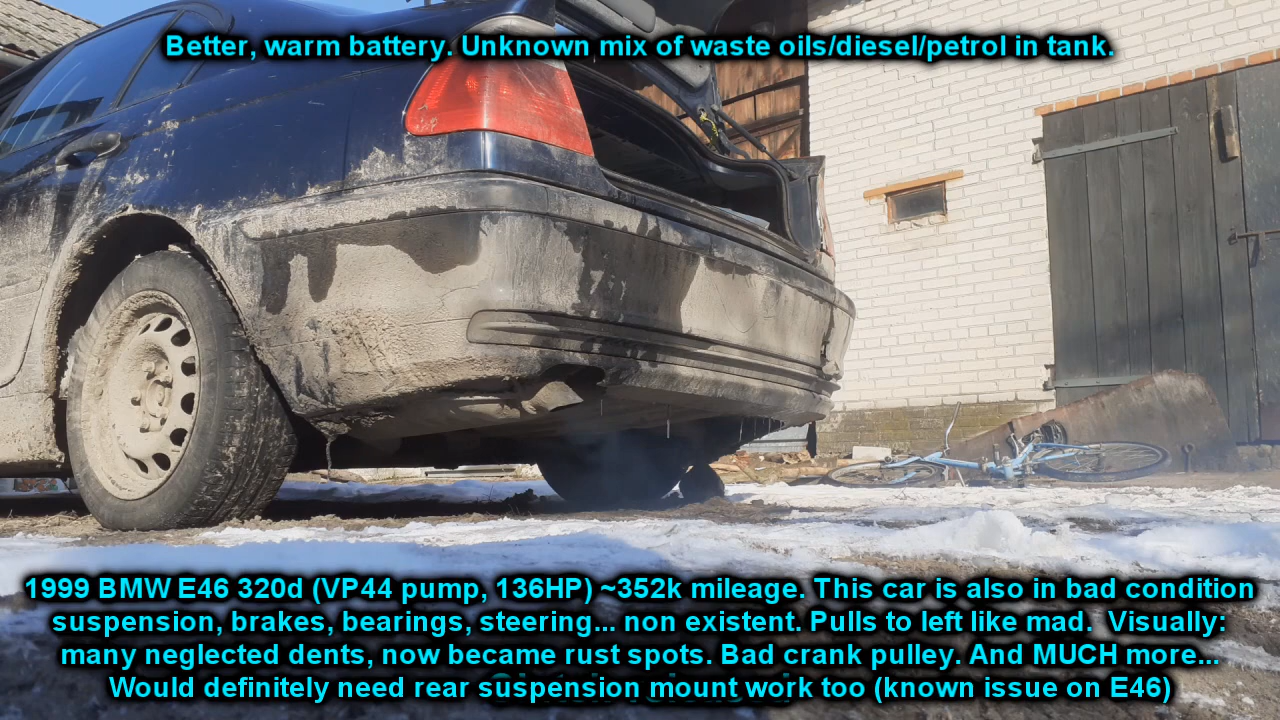 Better, warm battery. Unknown mix of waste oils/diesel/petrol in tank.
1999 BMW E46 320d (VP44 pump, 136HP) ~352k mileage. This car is also in bad condition
suspension, brakes, bearings, steering... non existent. Pulls to left like mad.  Visually:
many neglected dents, now became rust spots. Bad crank pulley. And MUCH more...
Would definitely need rear suspension mount work too (known issue on E46)